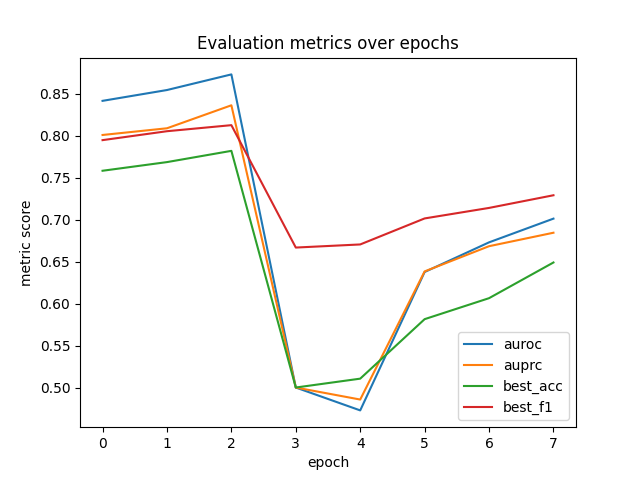 Evaluation metrics over epochs
metric score
0.85
0.80
0.75
0.70
0.65
0.60
0.55
0.50
auroc
auprc
best_acc
best_f1
0 1 2 3 4 5 6 7
epoch